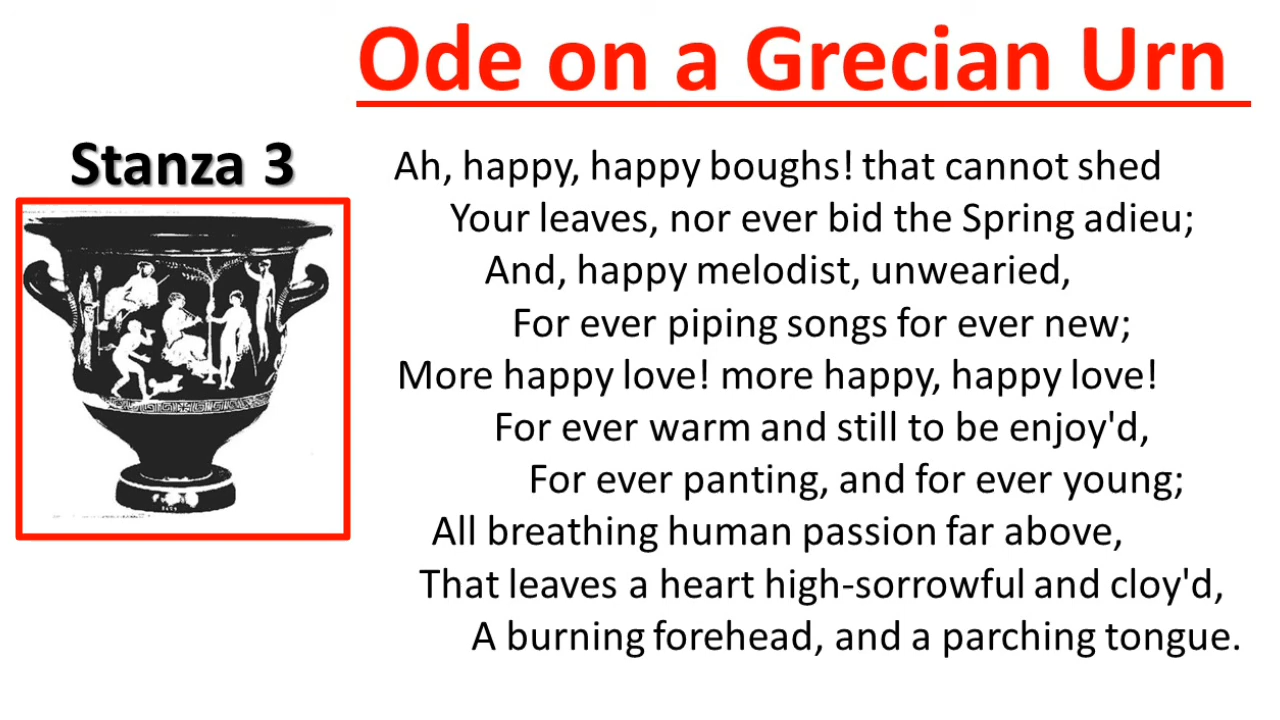 Ode on a Grecian Urn
Stanza 3
Ah, happy, happy boughs! that cannot shed
Your leaves, nor ever bid the Spring adieu;
And, happy melodist, unwearied,
For ever piping songs for ever new;
More happy love! more happy, happy love!
For ever warm and still to be enjoy'd,
For ever panting, and for ever young;
All breathing human passion far above,
That leaves a heart high-sorrowful and cloy'd,
A burning forehead, and a parching tongue.